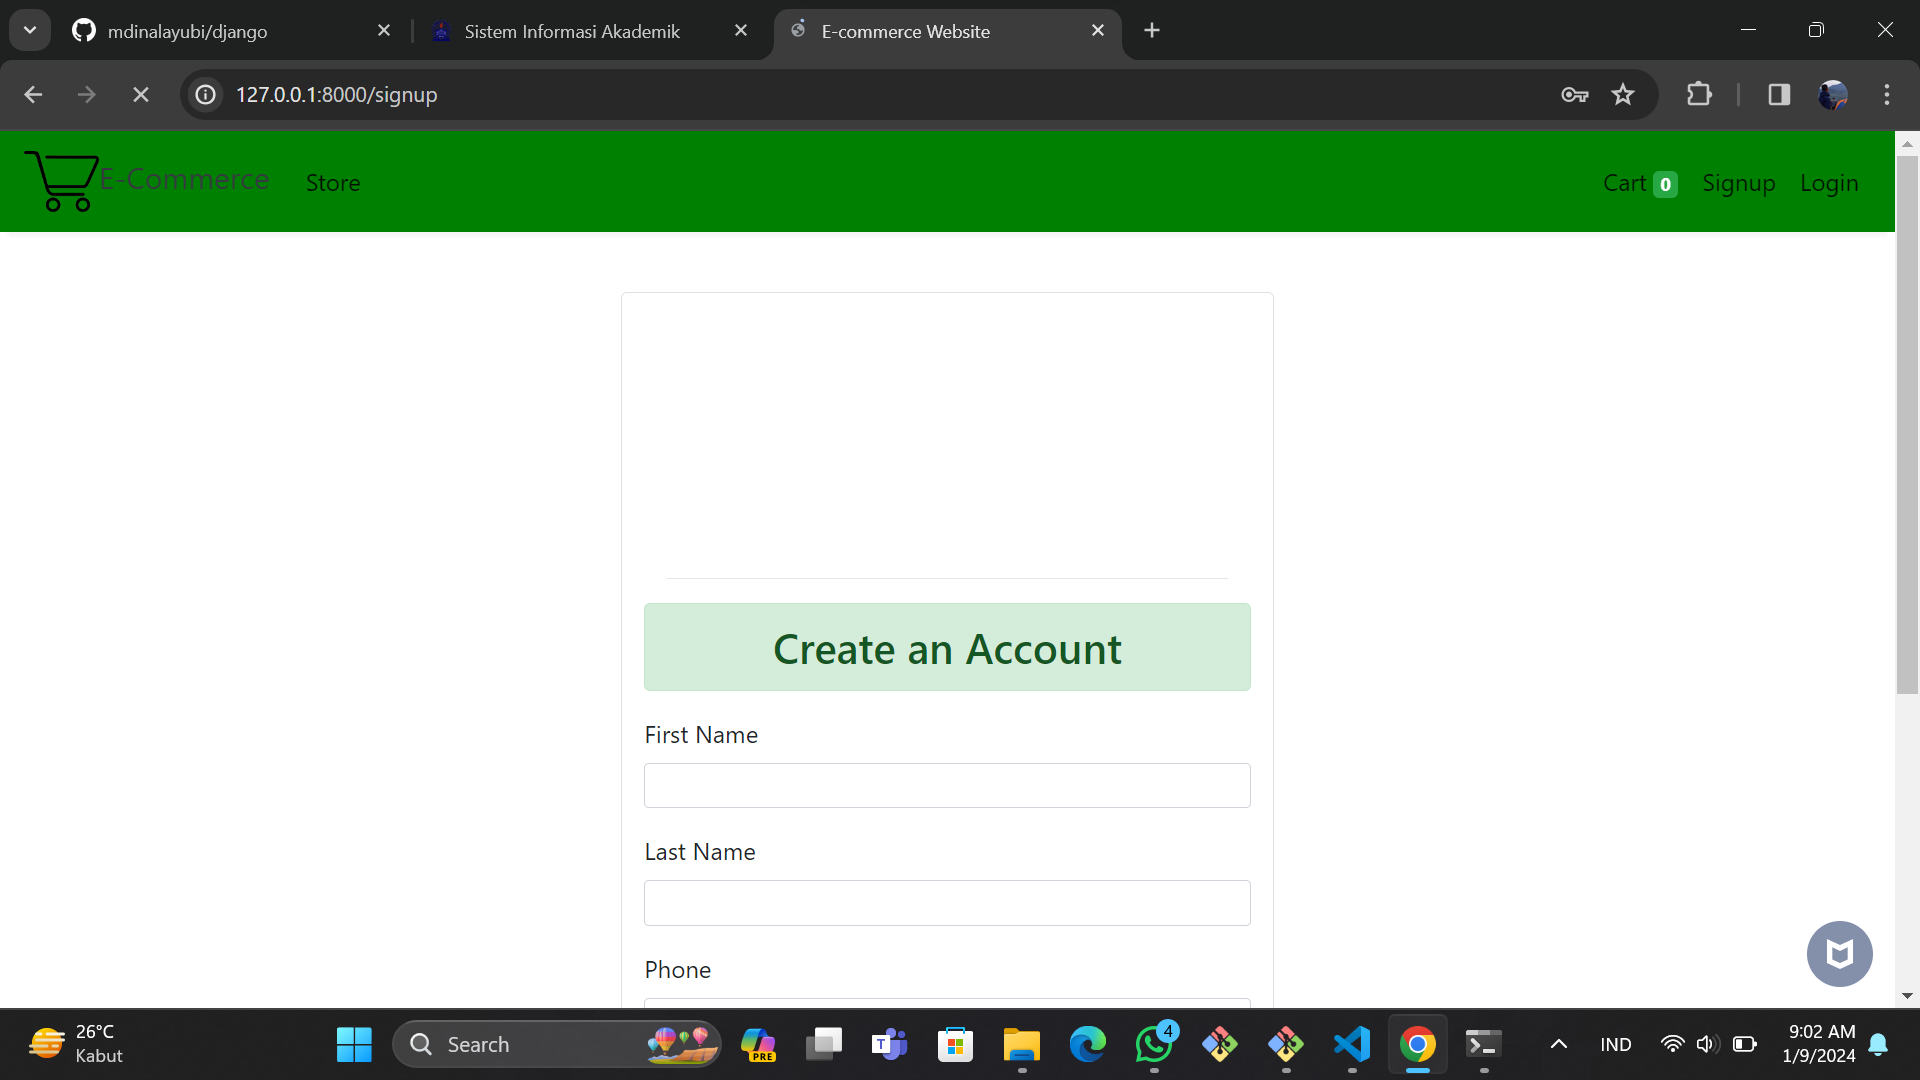 mdinalayubi/django
Sistem Informasi Akademik
E-commerce Website
127.0.0.1:8000/signup
E-Commerce
Store
Cart 0
Signup
Login
Create an Account
First Name
Last Name
Phone
26°C
Kabut
Search
PRE
T
4
IND
9:02 AM
1/9/2024